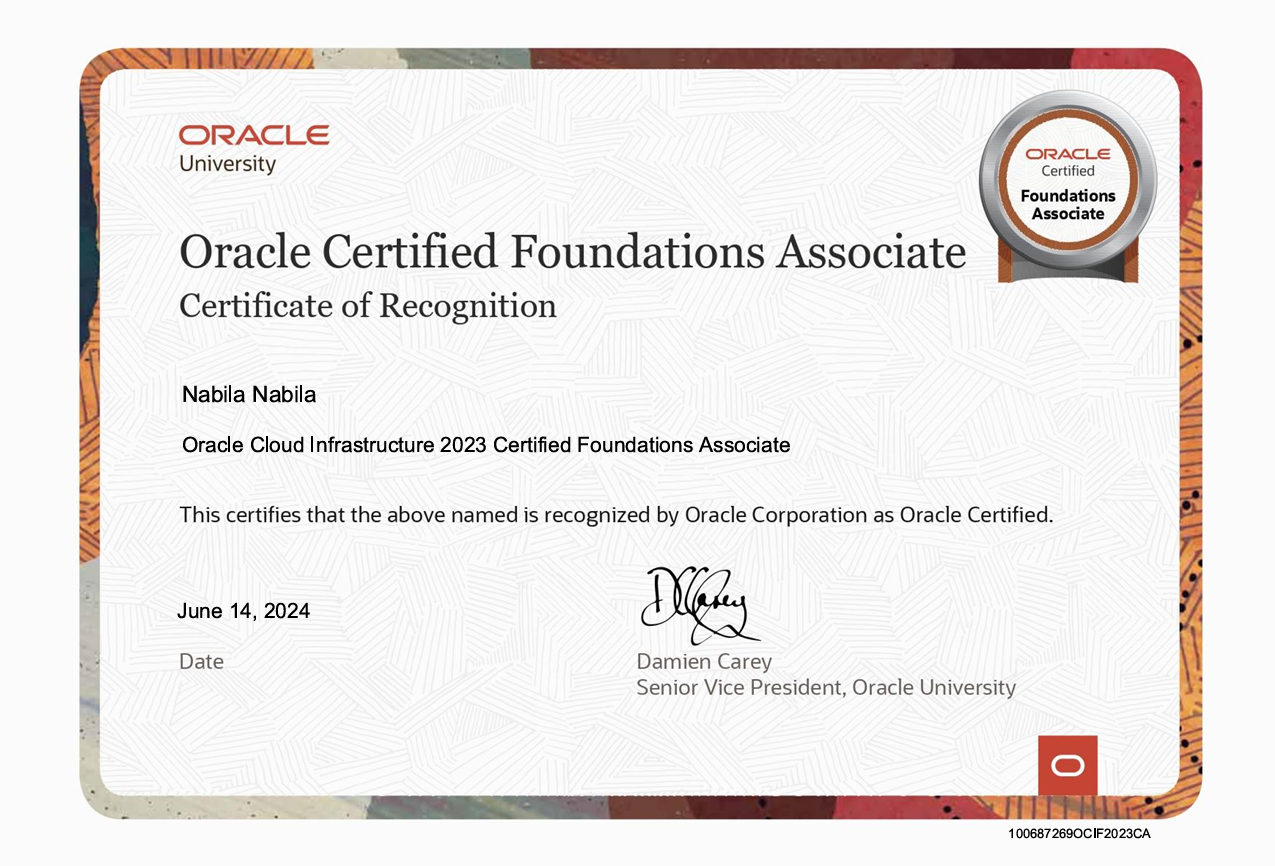 ORACLE
University
ORACLE
Certified
Foundations
Associate
Oracle Certified Foundations Associate
Certificate of Recognition
Nabila Nabila
Oracle Cloud Infrastructure 2023 Certified Foundations Associate
This certifies that the above named is recognized by Oracle Corporation as Oracle Certified.
DCCarey
June 14, 2024
Date
Damien Carey
Senior Vice President, Oracle University
100687269OCIF2023CA